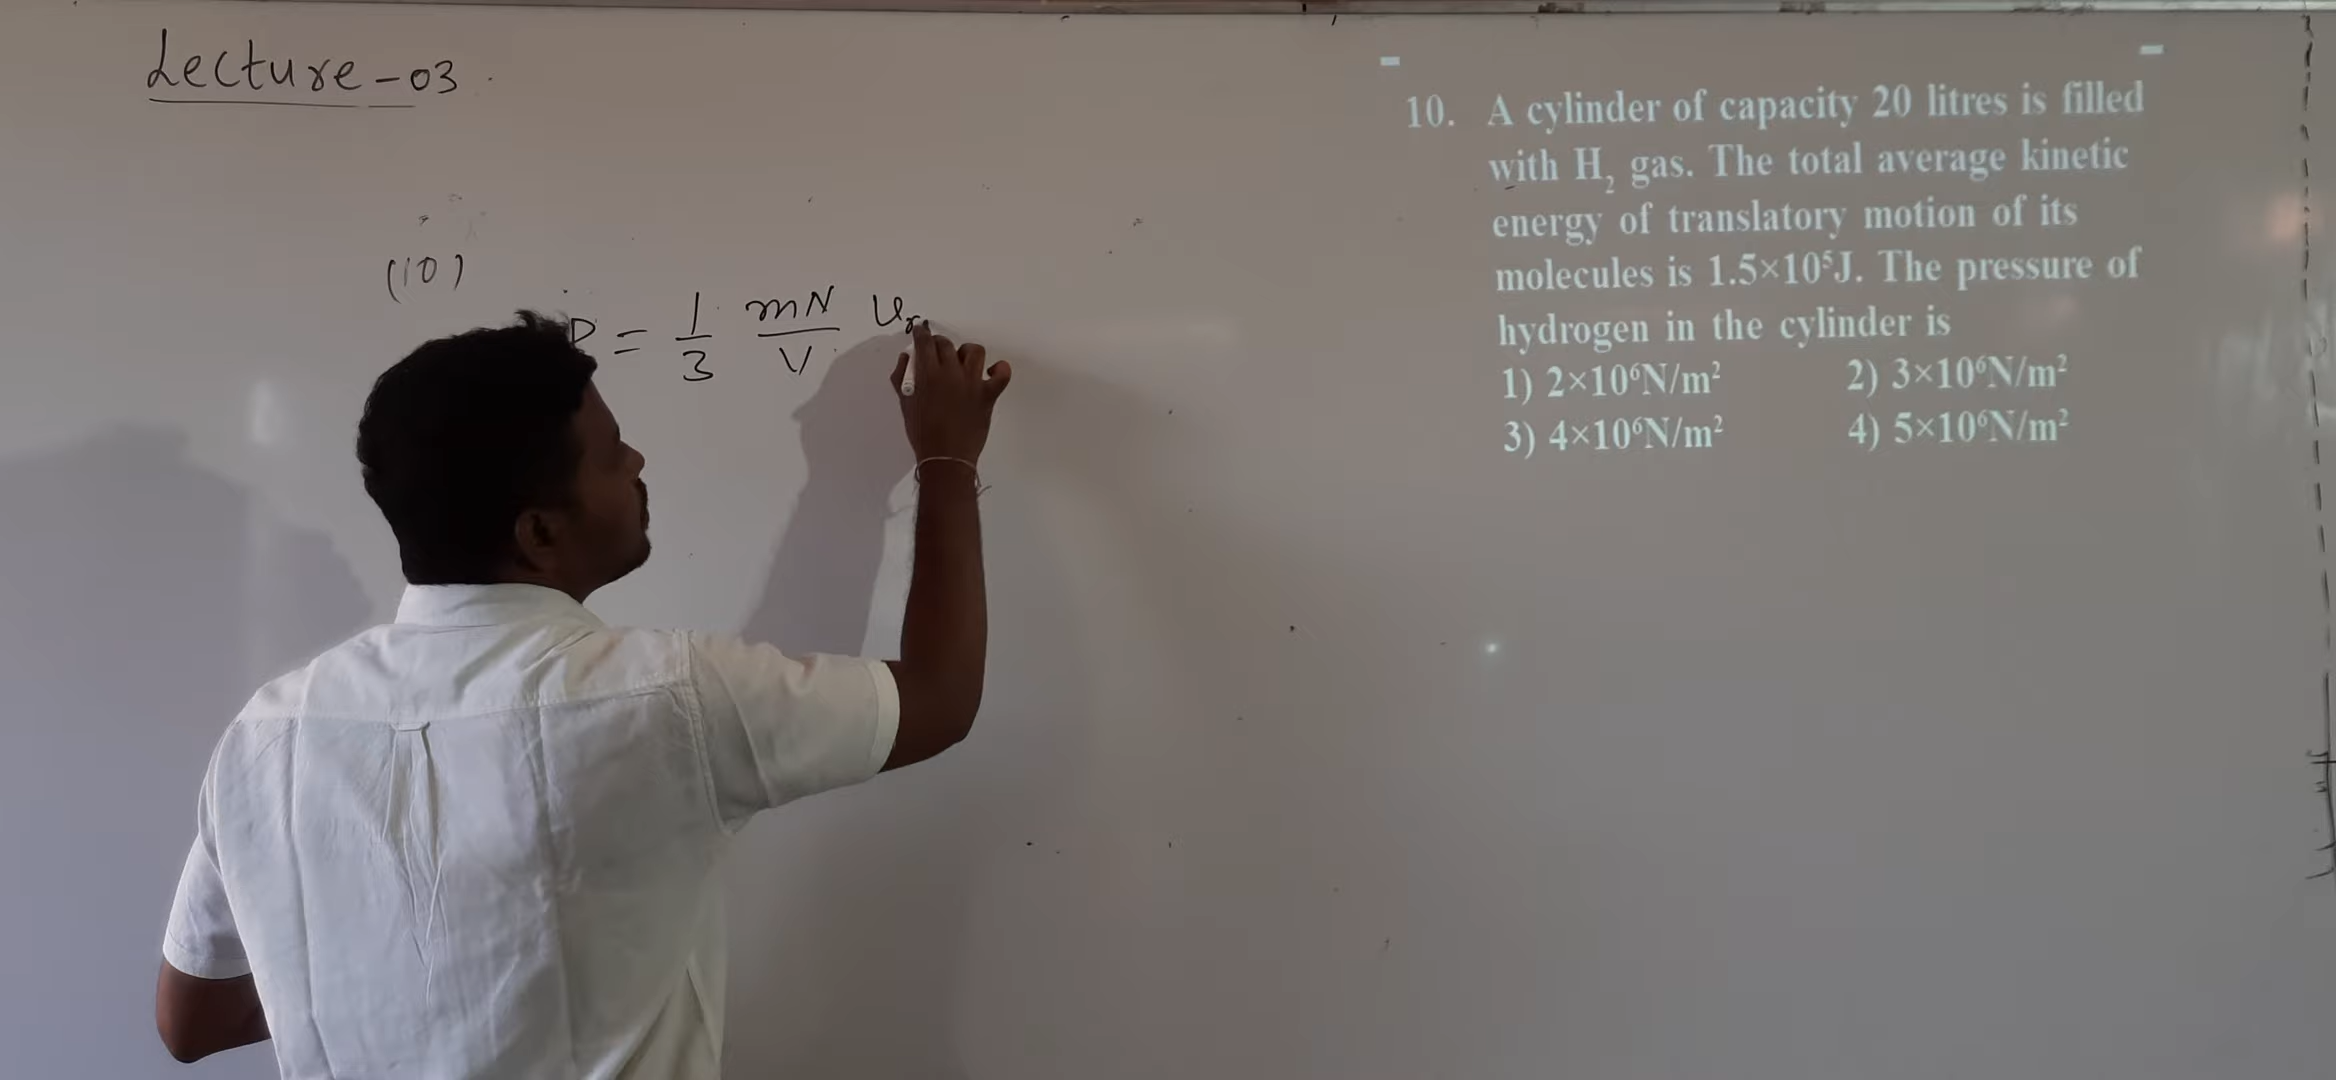 Lecture-03
(10)
P = 1/3 mN/V Ur
10. A cylinder of capacity 20 litres is filled
with H₂ gas. The total average kinetic
energy of translatory motion of its
molecules is 1.5×10⁵J. The pressure of
hydrogen in the cylinder is
1) 2×10⁶N/m² 2) 3×10⁶N/m²
3) 4×10⁶N/m² 4) 5×10⁶N/m²